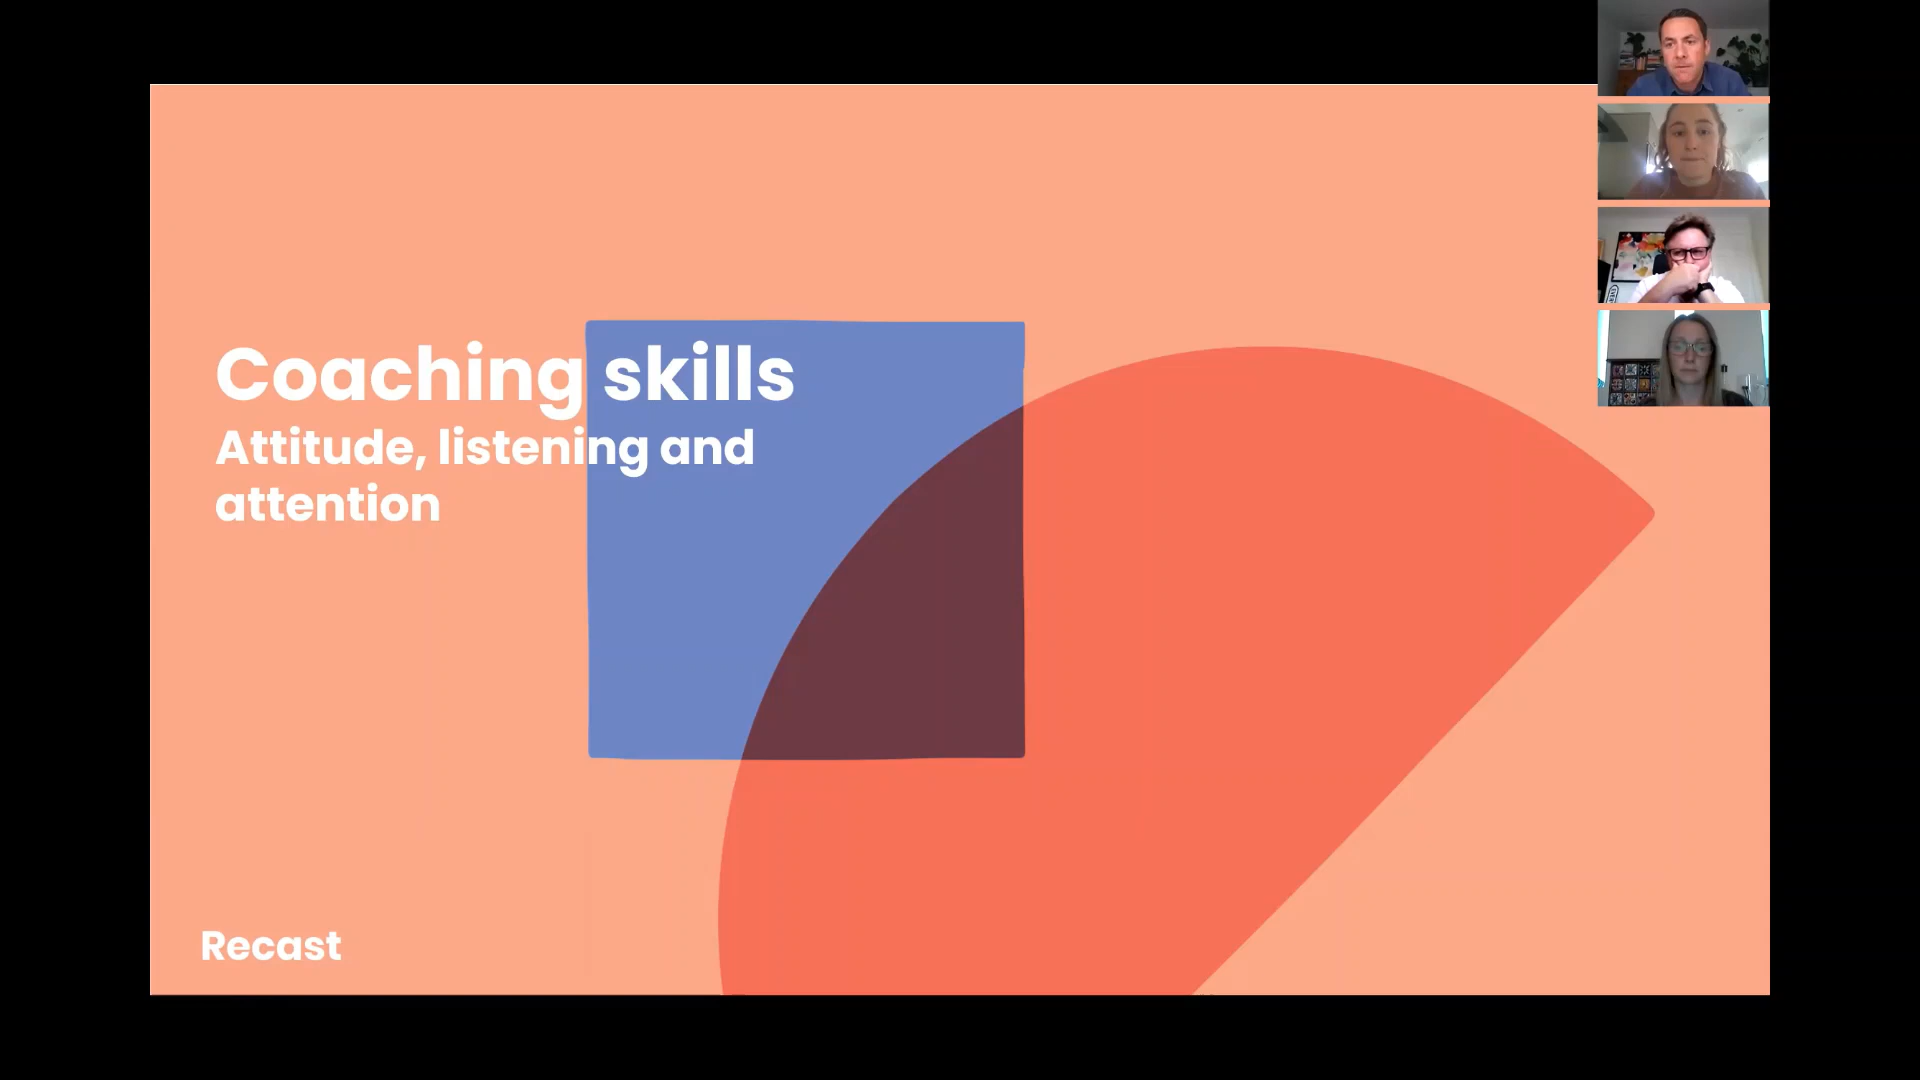 Coaching skills
Attitude, listening and
attention
Recast